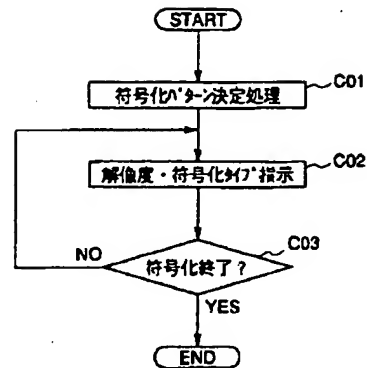 START
符号化パターン決定処理
C01
解像度・符号化タイプ指示
C02
符号化終了?
C03
NO
YES
END